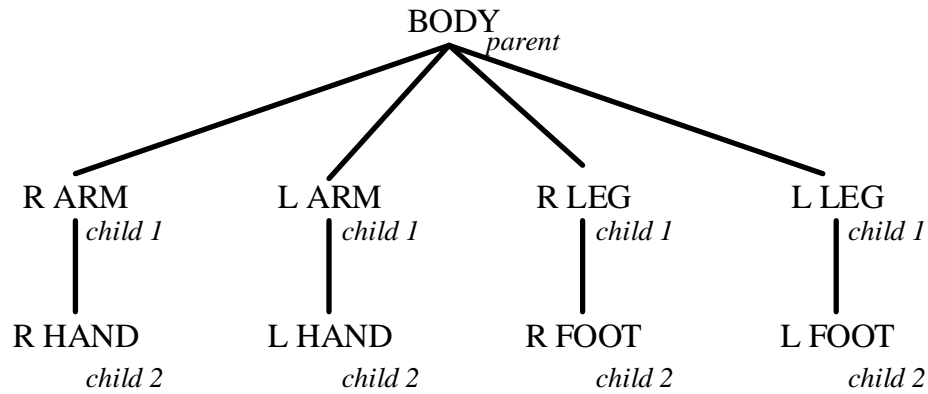 BODY
parent
R ARM L ARM R LEG L LEG
child 1 child 1 child 1 child 1
R HAND L HAND R FOOT L FOOT
child 2 child 2 child 2 child 2